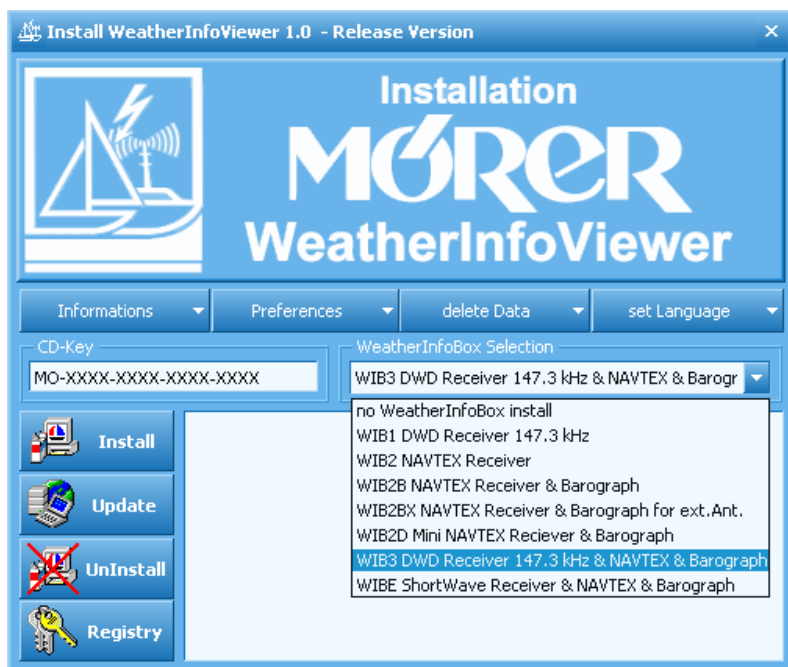 Install WeatherInfoViewer 1.0 - Release Version
Installation
MÓRER
WeatherInfoViewer
Informations
Preferences
delete Data
set Language
CD-Key
WeatherInfoBox Selection
MO-XXXX-XXXX-XXXX-XXXX
WIB3 DWD Receiver 147.3 kHz & NAVTEX & Barogr
no WeatherInfoBox install
WIB1 DWD Receiver 147.3 kHz
WIB2 NAVTEX Receiver
WIB2B NAVTEX Receiver & Barograph
WIB2BX NAVTEX Receiver & Barograph for ext.Ant.
WIB2D Mini NAVTEX Reciever & Barograph
WIB3 DWD Receiver 147.3 kHz & NAVTEX & Barograph
WIBE ShortWave Receiver & NAVTEX & Barograph
Install
Update
UnInstall
Registry